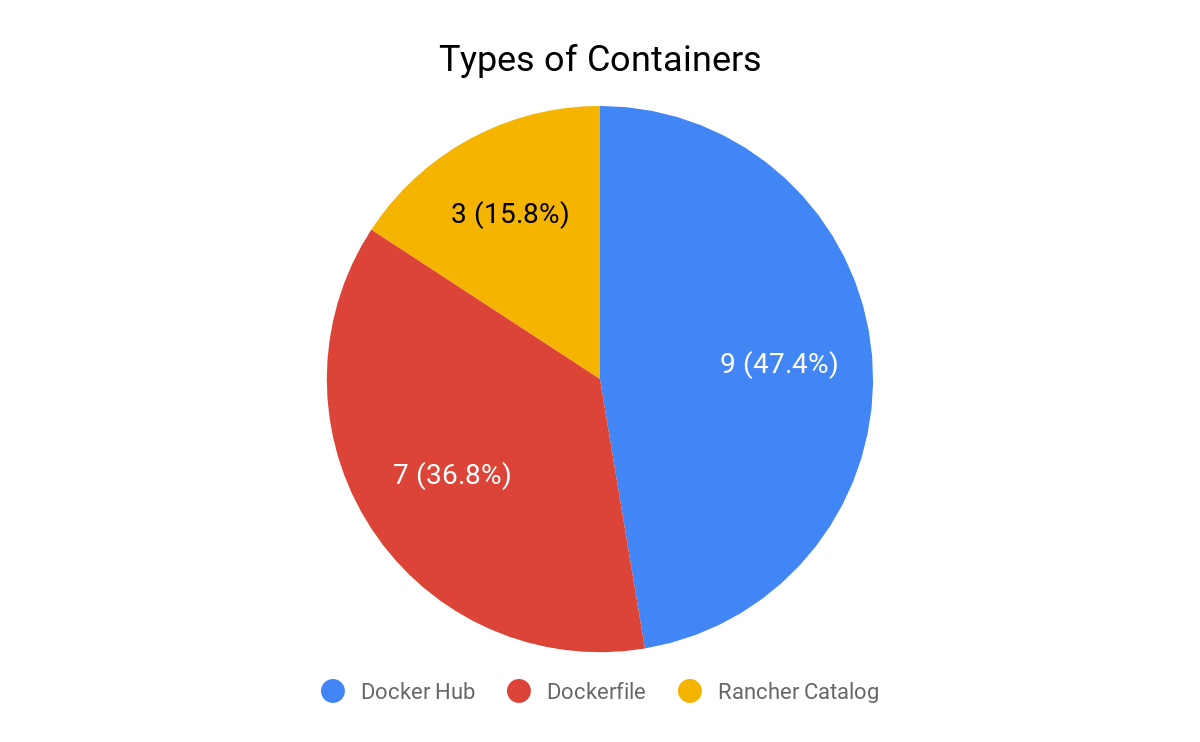 Types of Containers
3 (15.8%)
9 (47.4%)
7 (36.8%)
Docker Hub
Dockerfile
Rancher Catalog